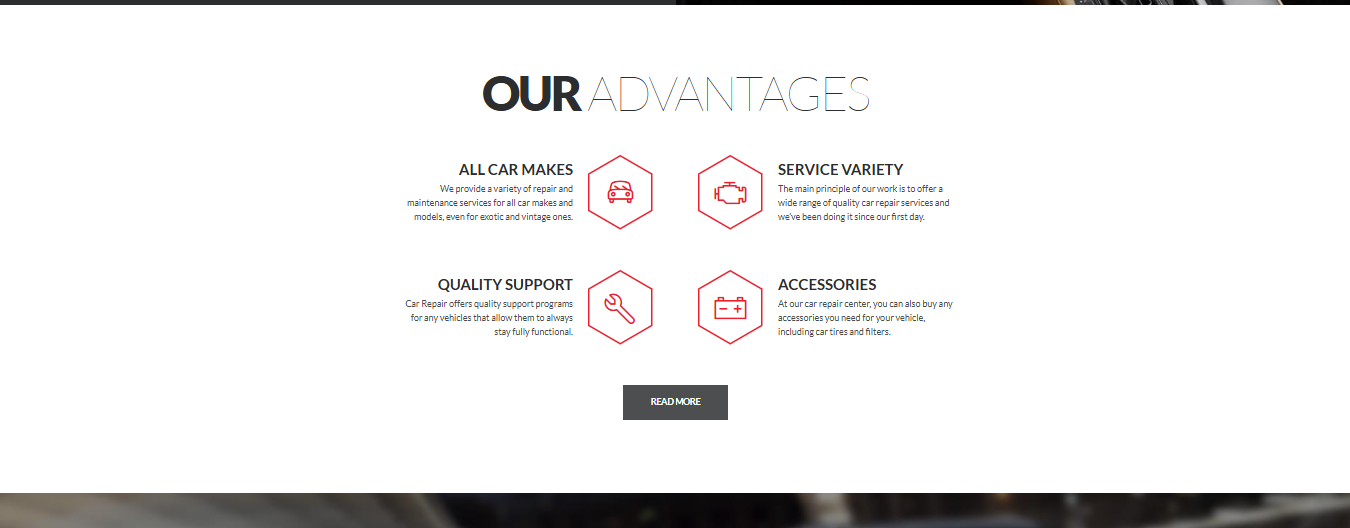 OUR ADVANTAGES
ALL CAR MAKES
We provide a variety of repair and
maintenance services for all car makes and
models, even for exotic and vintage ones.
SERVICE VARIETY
The main principle of our work is to offer a
wide range of quality car repair services and
we've been doing it since our first day.
QUALITY SUPPORT
Car Repair offers quality support programs
for any vehicles that allow them to always
stay fully functional.
ACCESSORIES
At our car repair center, you can also buy any
accessories you need for your vehicle,
including car tires and filters.
READ MORE